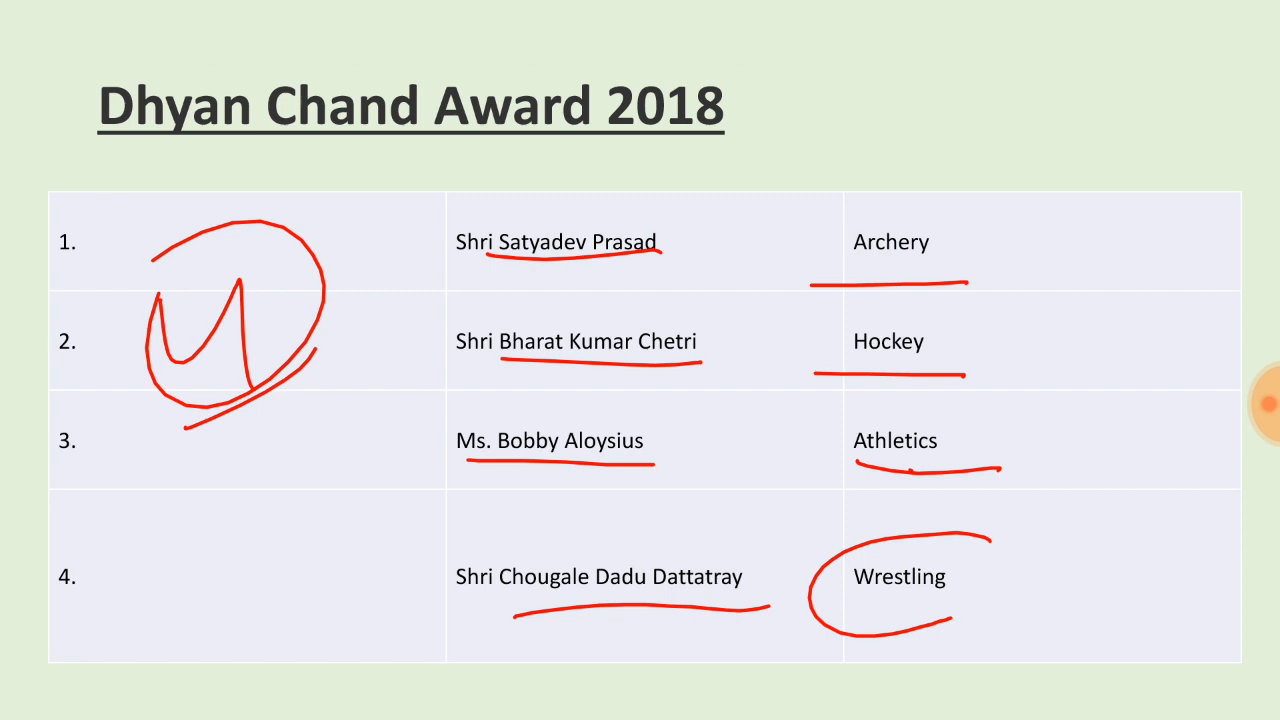 Dhyan Chand Award 2018
1. Shri Satyadev Prasad Archery
2. Shri Bharat Kumar Chetri Hockey
4
3. Ms. Bobby Aloysius Athletics
4. Shri Chougale Dadu Dattatray Wrestling